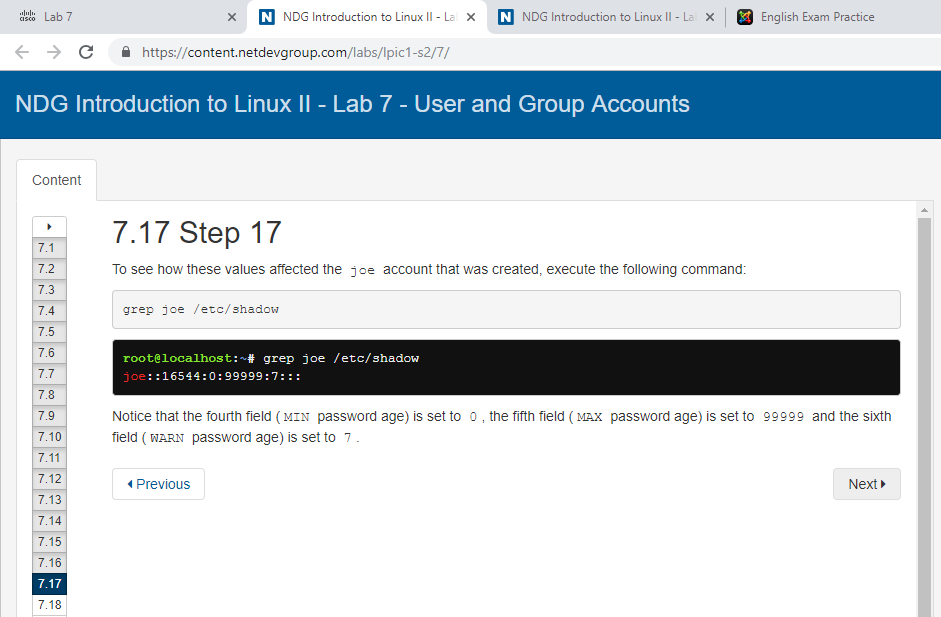 Lab 7
NDG Introduction to Linux II - La
NDG Introduction to Linux II - La
English Exam Practice
https://content.netdevgroup.com/labs/lpic1-s2/7/
NDG Introduction to Linux II - Lab 7 - User and Group Accounts
Content
7.1
7.2
7.3
7.4
7.5
7.6
7.7
7.8
7.9
7.10
7.11
7.12
7.13
7.14
7.15
7.16
7.17
7.18
7.17 Step 17
To see how these values affected the joe account that was created, execute the following command:
grep joe /etc/shadow
root@localhost:~# grep joe /etc/shadow
joe::16544:0:99999:7:::
Notice that the fourth field ( MIN password age) is set to 0 , the fifth field ( MAX password age) is set to 99999 and the sixth
field ( WARN password age) is set to 7 .
Previous
Next